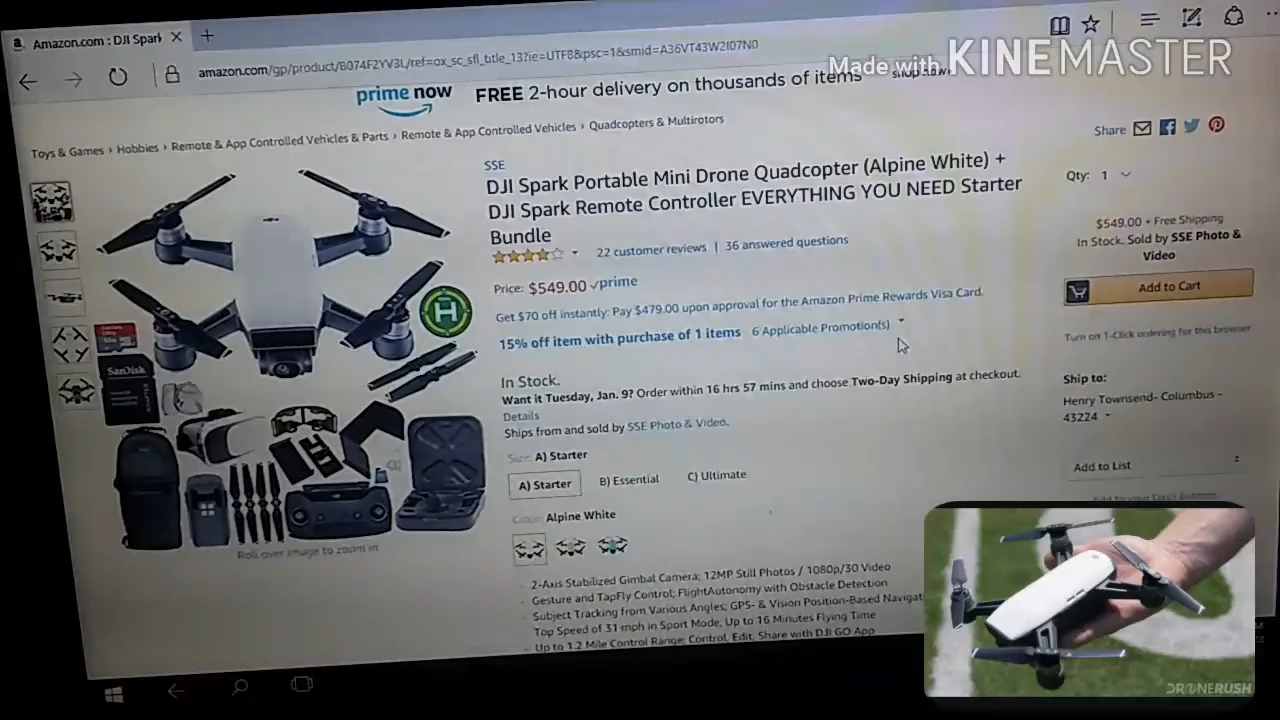 Amazon.com : DJI Spark
amazon.com/gp/product/B074F2YV3L/ref=ox_sc_sfl_title_13?ie=UTF8&psc=1&smid=A36VT43W2I07N0
Made with KINEMASTER
prime now
FREE 2-hour delivery on thousands of items
shop now
Toys & Games › Hobbies › Remote & App Controlled Vehicles & Parts › Remote & App Controlled Vehicles › Quadcopters & Multirotors
Share
SSE
DJI Spark Portable Mini Drone Quadcopter (Alpine White) +
DJI Spark Remote Controller EVERYTHING YOU NEED Starter
Bundle
22 customer reviews | 36 answered questions
Price: $549.00 prime
Get $70 off instantly: Pay $479.00 upon approval for the Amazon Prime Rewards Visa Card.
15% off item with purchase of 1 items 6 Applicable Promotion(s)
In Stock.
Want it Tuesday, Jan. 9? Order within 16 hrs 57 mins and choose Two-Day Shipping at checkout.
Details
Ships from and sold by SSE Photo & Video.
Size: A) Starter
A) Starter
B) Essential
C) Ultimate
Color: Alpine White
2-Axis Stabilized Gimbal Camera; 12MP Still Photos / 1080p/30 Video
Gesture and TapFly Control; FlightAutonomy with Obstacle Detection
Subject Tracking from Various Angles; GPS- & Vision Position-Based Navigat
Top Speed of 31 mph in Sport Mode; Up to 16 Minutes Flying Time
Up to 1.2 Mile Control Range; Control, Edit, Share with DJI GO App
H
SanDisk
SanDisk
Roll over image to zoom in
Qty: 1
$549.00 + Free Shipping
In Stock. Sold by SSE Photo &
Video
Add to Cart
Turn on 1-Click ordering for this browser
Ship to:
Henry Townsend- Columbus -
43224
Add to List
Add to your Dash Buttons
DRONERUSH